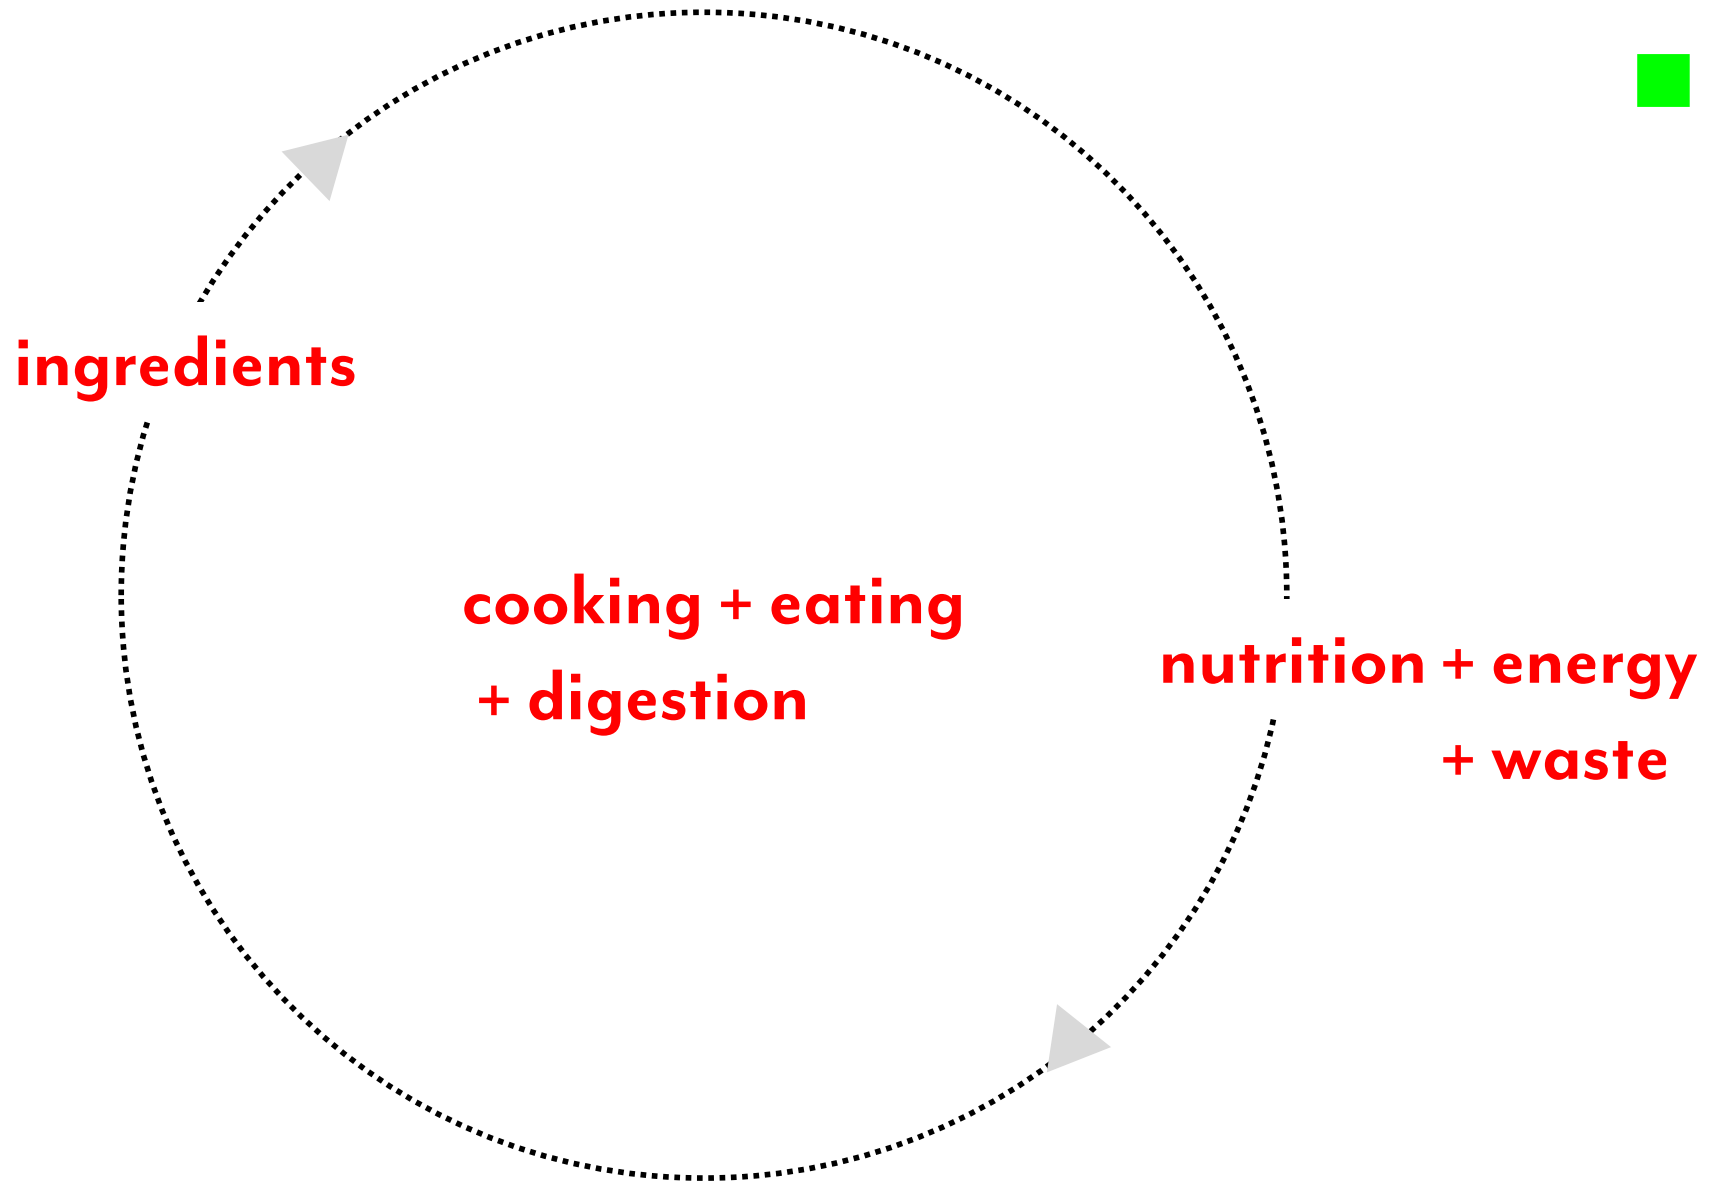 ingredients
cooking + eating
+ digestion
nutrition + energy
+ waste